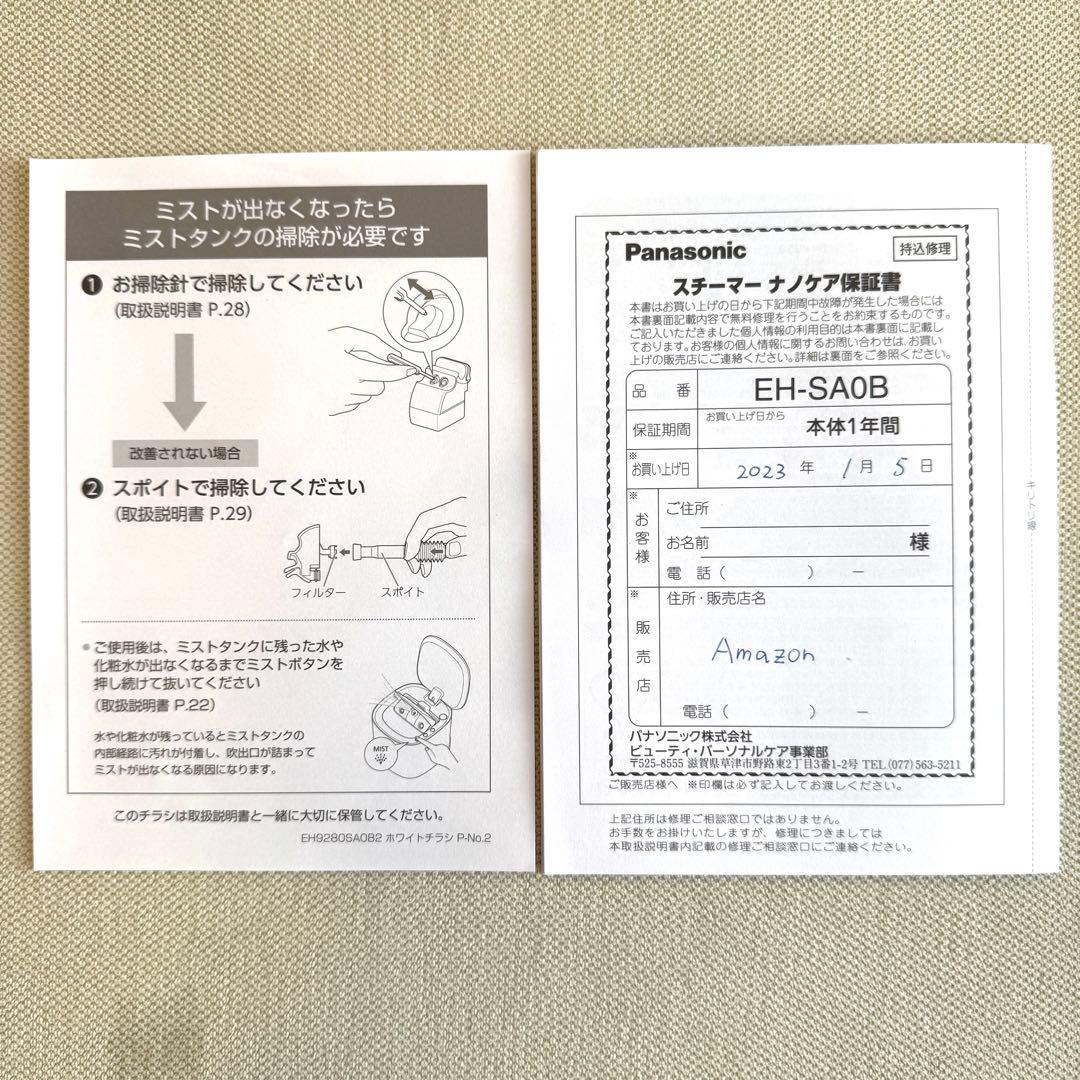 ミストが出なくなったら
ミストタンクの掃除が必要です
❶ お掃除針で掃除してください
(取扱説明書 P.28)
改善されない場合
❷ スポイトで掃除してください
(取扱説明書 P.29)
フィルター
スポイト
●ご使用後は、ミストタンクに残った水や
化粧水が出なくなるまでミストボタンを
押し続けて抜いてください
(取扱説明書 P.22)
水や化粧水が残っているとミストタンクの
内部経路に汚れが付着し、吹出口が詰まって
ミストが出なくなる原因になります。
MIST
このチラシは取扱説明書と一緒に大切に保管してください。
EH9280SA0B2 ホワイトチラシ P-No.2
Panasonic
持込修理
スチーマー ナノケア保証書
本書はお買い上げの日から下記期間中故障が発生した場合には
本書裏面記載内容で無料修理を行うことをお約束するものです。
ご記入いただきました個人情報の利用目的は本書裏面に記載し
ております。お客様の個人情報に関するお問い合わせは、お買い
上げの販売店にご連絡ください。詳細は裏面をご参照ください。
品番 EH-SA0B
保証期間 お買い上げ日から 本体1年間
※お買い上げ日 2023 年 1 月 5 日
※お客様
ご住所
お名前 様
電 話 ( ) ー
※販売店
住所・販売店名
Amazon
電話 ( ) ー
パナソニック株式会社
ビューティ・パーソナルケア事業部
〒525-8555 滋賀県草津市野路東2丁目3番1-2号 TEL (077) 563-5211
ご販売店様へ ※印欄は必ず記入してお渡しください。
上記住所は修理ご相談窓口ではありません。
お手数をお掛けいたしますが、修理につきましては
本取扱説明書内記載の修理ご相談窓口にご連絡ください。
キリトリ線